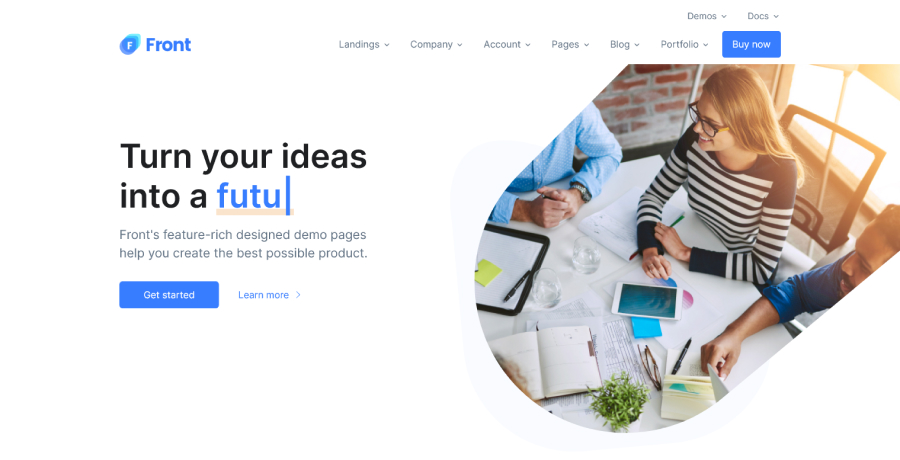 Demos Docs
F Front Landings Company Account Pages Blog Portfolio Buy now
Turn your ideas
into a futu
Front's feature-rich designed demo pages
help you create the best possible product.
Get started Learn more